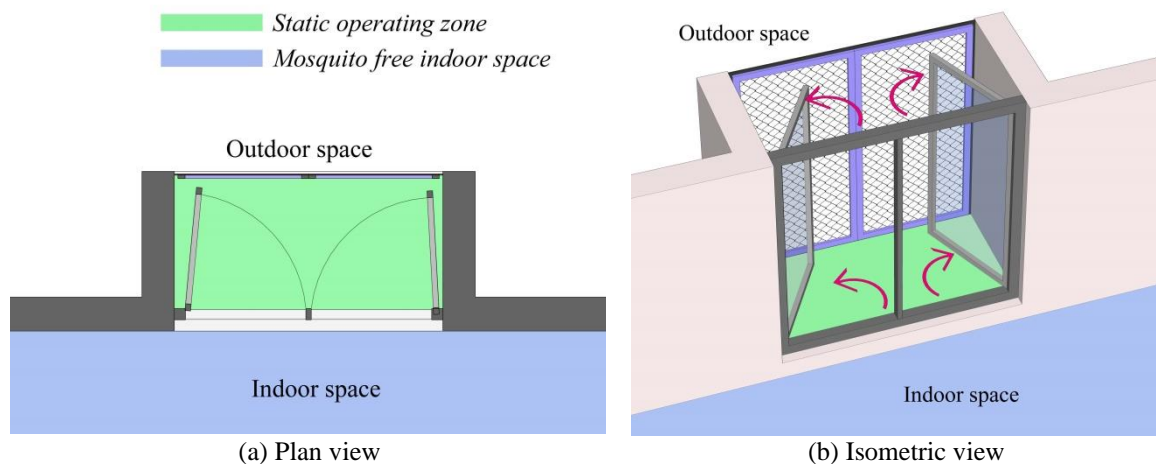 Static operating zone
Mosquito free indoor space
Outdoor space
Indoor space
(a) Plan view
Outdoor space
Indoor space
(b) Isometric view